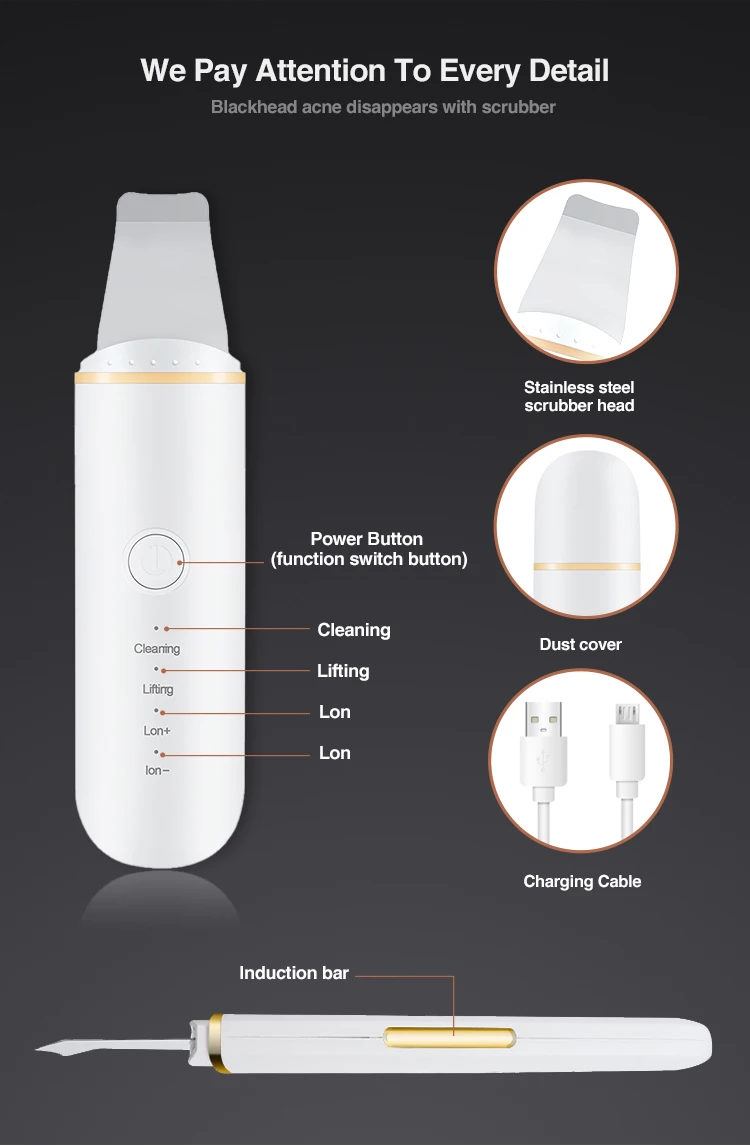 We Pay Attention To Every Detail
Blackhead acne disappears with scrubber
Stainless steel
scrubber head
Power Button
(function switch button)
Cleaning
Cleaning
Lifting
Lifting
Lon
Lon+
Lon
Ion-
Dust cover
Charging Cable
Induction bar